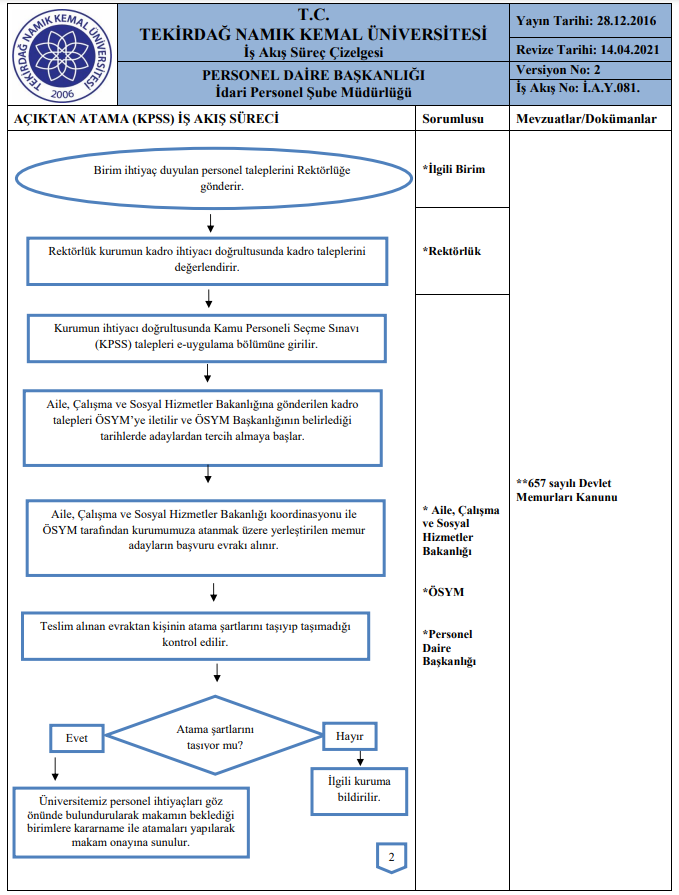 TEKİRDAĞ NAMIK KEMAL ÜNİVERSİTESİ
2006
T.C.
TEKİRDAĞ NAMIK KEMAL ÜNİVERSİTESİ
İş Akış Süreç Çizelgesi
PERSONEL DAİRE BAŞKANLIĞI
İdari Personel Şube Müdürlüğü
Yayın Tarihi: 28.12.2016
Revize Tarihi: 14.04.2021
Versiyon No: 2
İş Akış No: İ.A.Y.081.
AÇIKTAN ATAMA (KPSS) İŞ AKIŞ SÜRECİ
Sorumlusu
Mevzuatlar/Dokümanlar
Birim ihtiyaç duyulan personel taleplerini Rektörlüğe
gönderir.
*İlgili Birim
Rektörlük kurumun kadro ihtiyacı doğrultusunda kadro taleplerini
değerlendirir.
*Rektörlük
Kurumun ihtiyacı doğrultusunda Kamu Personeli Seçme Sınavı
(KPSS) talepleri e-uygulama bölümüne girilir.
Aile, Çalışma ve Sosyal Hizmetler Bakanlığına gönderilen kadro
talepleri ÖSYM’ye iletilir ve ÖSYM Başkanlığının belirlediği
tarihlerde adaylardan tercih almaya başlar.
Aile, Çalışma ve Sosyal Hizmetler Bakanlığı koordinasyonu ile
ÖSYM tarafından kurumumuza atanmak üzere yerleştirilen memur
adayların başvuru evrakı alınır.
Teslim alınan evraktan kişinin atama şartlarını taşıyıp taşımadığı
kontrol edilir.
Atama şartlarını
taşıyor mu?
Evet
Hayır
Üniversitemiz personel ihtiyaçları göz
önünde bulundurularak makamın beklediği
birimlere kararname ile atamaları yapılarak
makam onayına sunulur.
İlgili kuruma
bildirilir.
2
* Aile, Çalışma
ve Sosyal
Hizmetler
Bakanlığı
*ÖSYM
*Personel
Daire
Başkanlığı
**657 sayılı Devlet
Memurları Kanunu